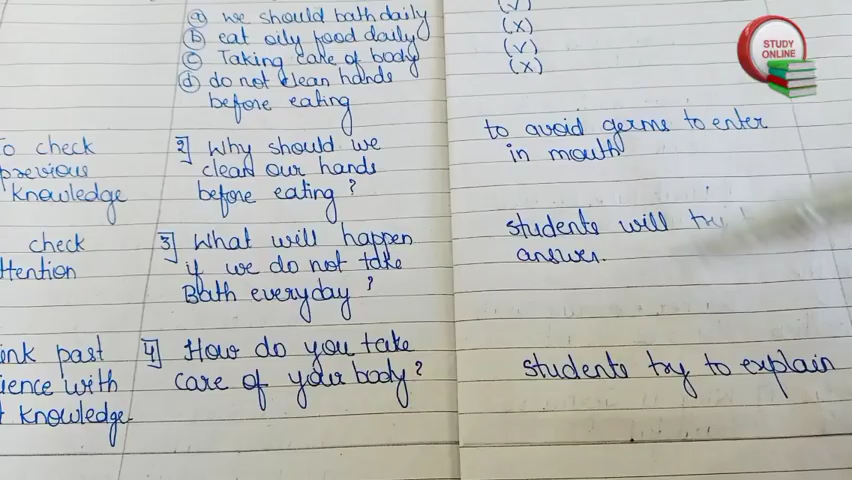 (a) we should bath daily
(b) eat oily food daily
(c) Taking care of body
(d) do not clean hands
before eating
(X)
(√)
(X)
STUDY
ONLINE
To check
previous
knowledge
2] Why should we
clean our hands
before eating?
to avoid germs to enter
in mouth
check
3] What will happen
if we do not take
Bath everyday?
students will try
answer.
past
with
knowledge.
4] How do you take
care of your body?
students try to explain